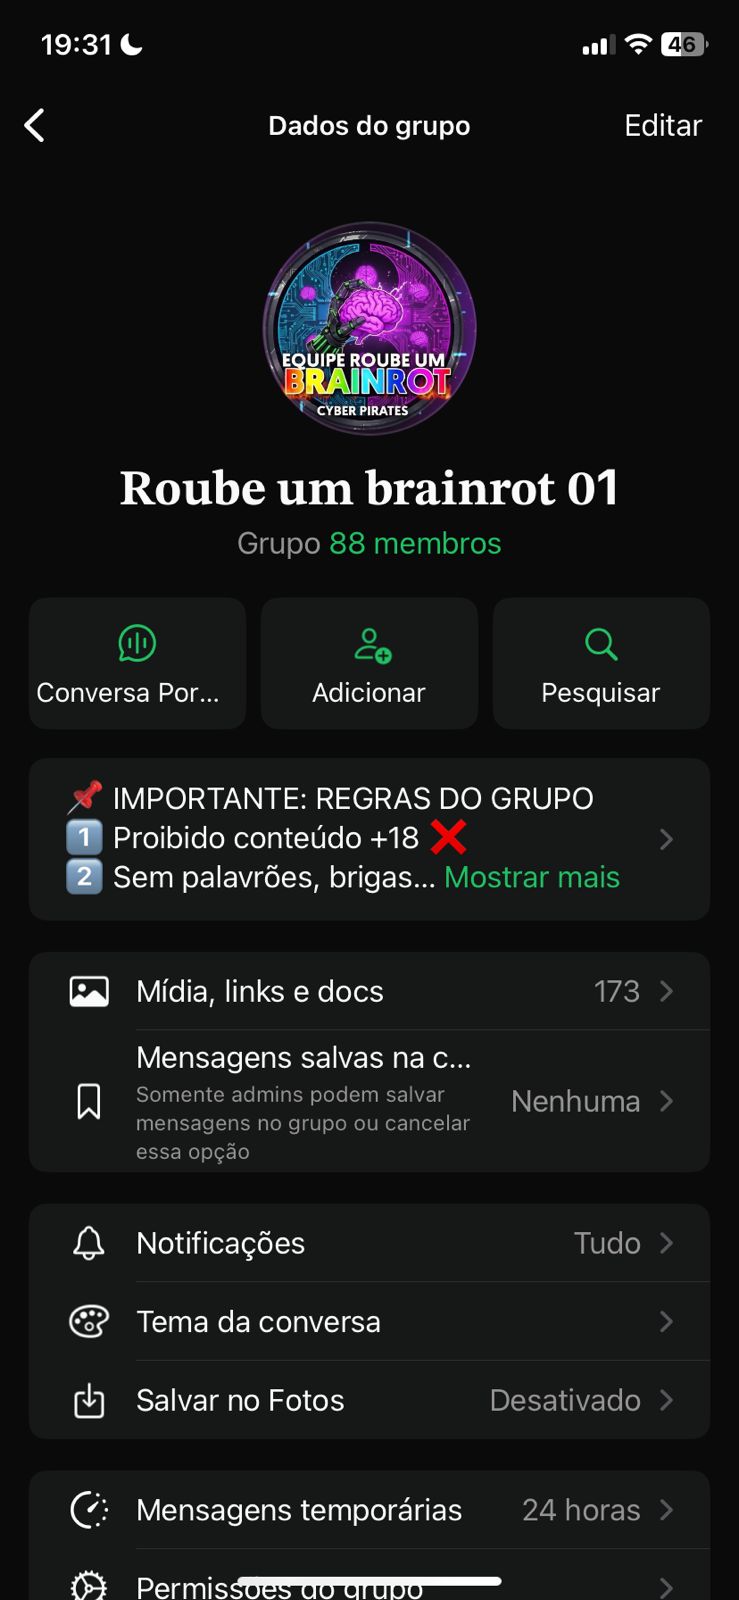 19:31
46
Dados do grupo
Editar
EQUIPE ROUBE UM
BRAINROT
CYBER PIRATES
Roube um brainrot 01
Grupo 88 membros
Conversa Por...
Adicionar
Pesquisar
📌 IMPORTANTE: REGRAS DO GRUPO
1️⃣ Proibido conteúdo +18 ❌
2️⃣ Sem palavrões, brigas... Mostrar mais
Mídia, links e docs 173
Mensagens salvas na c...
Somente admins podem salvar
mensagens no grupo ou cancelar
essa opção
Nenhuma
Notificações Tudo
Tema da conversa
Salvar no Fotos Desativado
Mensagens temporárias 24 horas
Permissões do grupo